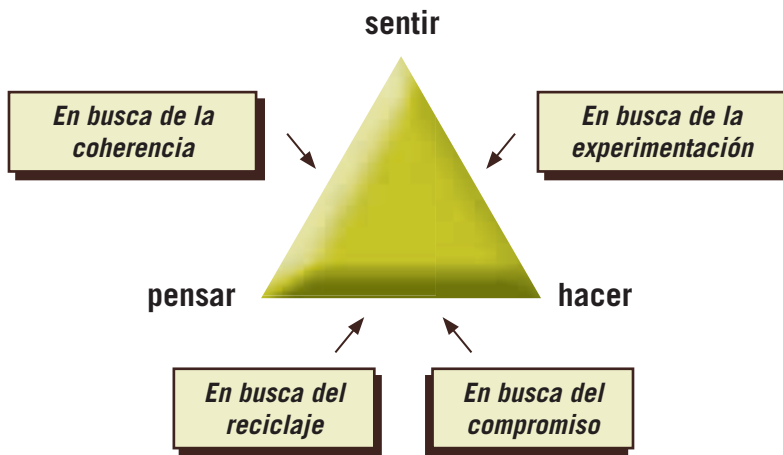 sentir
En busca de la
coherencia
En busca de la
experimentación
pensar
hacer
En busca del
reciclaje
En busca del
compromiso